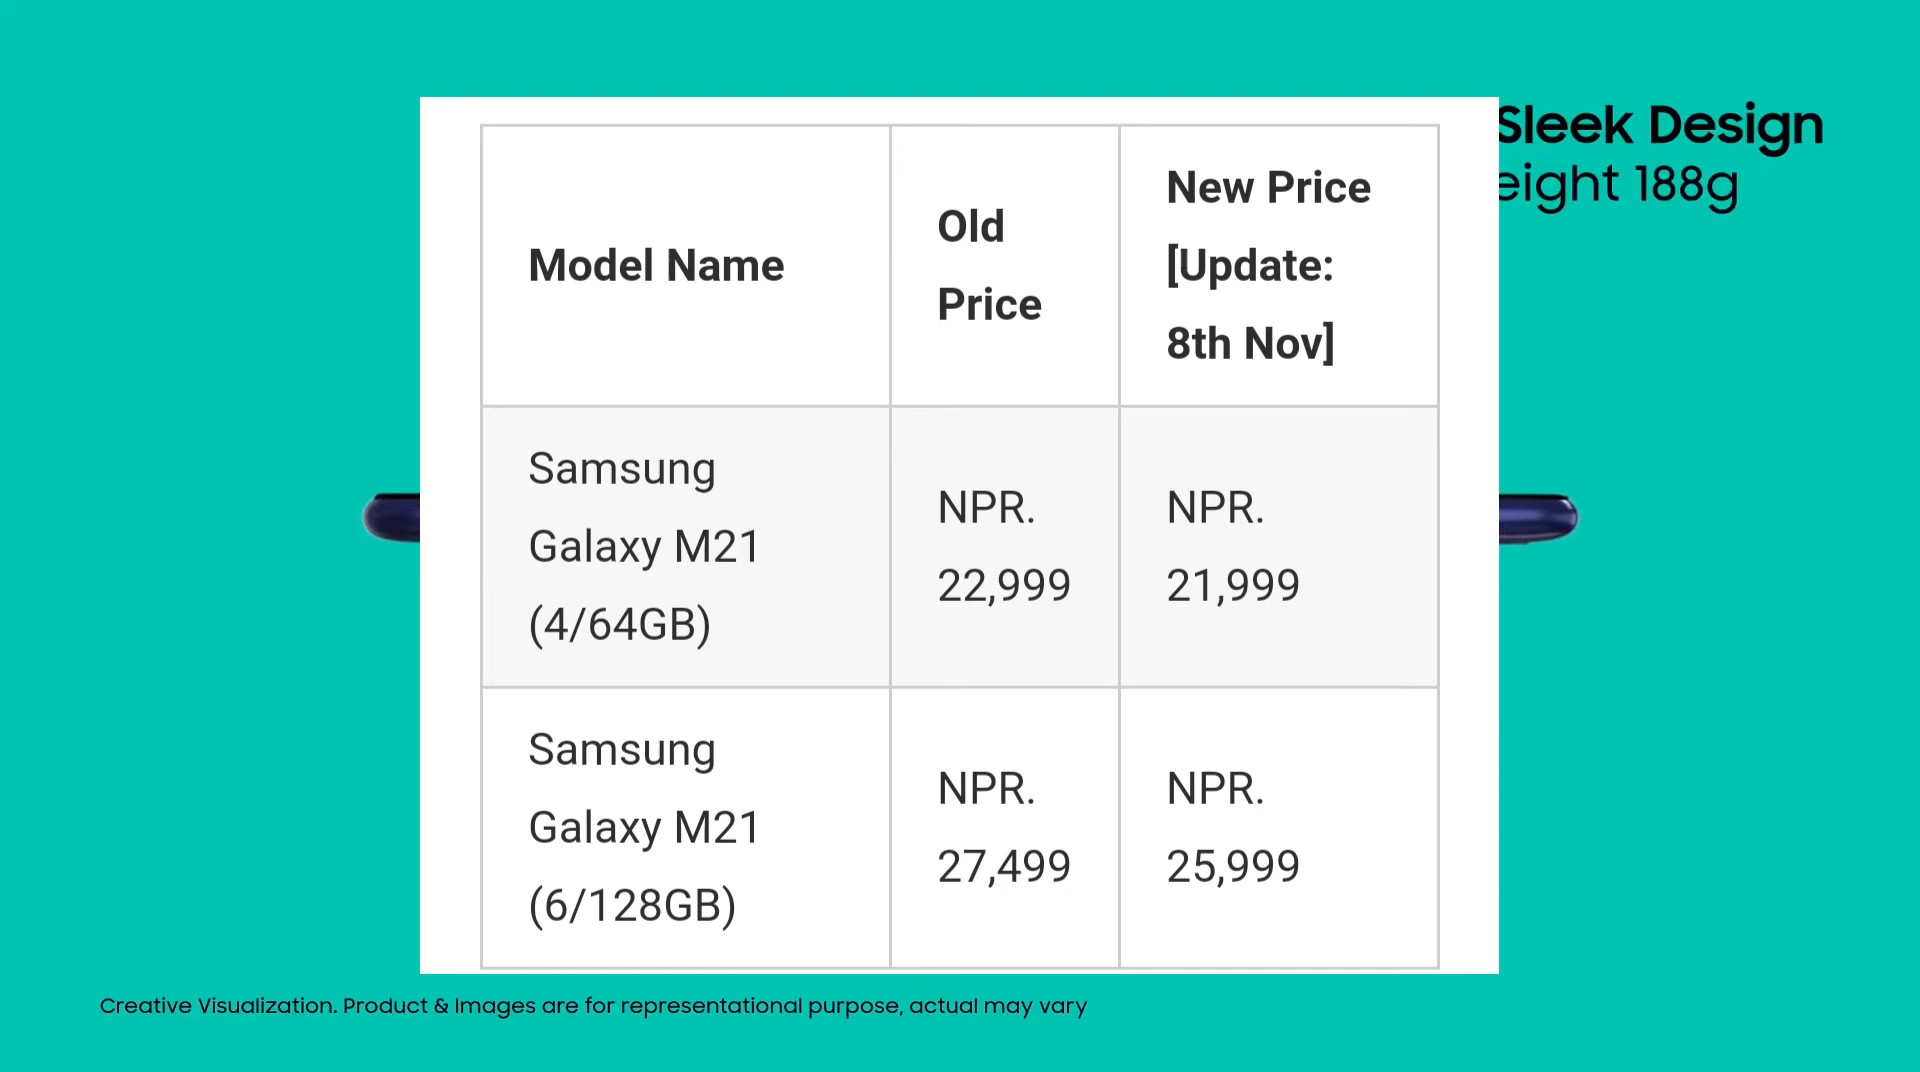 Sleek Design
eight 188g
Model Name
Old
Price
New Price
[Update:
8th Nov]
Samsung
Galaxy M21
(4/64GB)
NPR.
22,999
NPR.
21,999
Samsung
Galaxy M21
(6/128GB)
NPR.
27,499
NPR.
25,999
Creative Visualization. Product & Images are for representational purpose, actual may vary